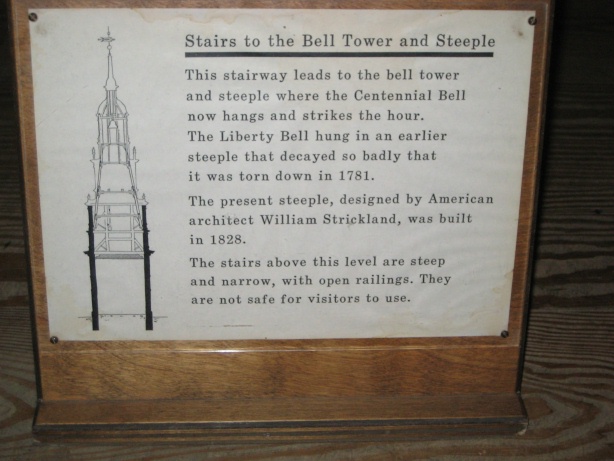 Stairs to the Bell Tower and Steeple
This stairway leads to the bell tower
and steeple where the Centennial Bell
now hangs and strikes the hour.
The Liberty Bell hung in an earlier
steeple that decayed so badly that
it was torn down in 1781.
The present steeple, designed by American
architect William Strickland, was built
in 1828.
The stairs above this level are steep
and narrow, with open railings. They
are not safe for visitors to use.